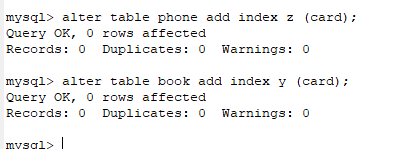 mysql> alter table phone add index z (card);
Query OK, 0 rows affected
Records: 0  Duplicates: 0  Warnings: 0
mysql> alter table book add index y (card);
Query OK, 0 rows affected
Records: 0  Duplicates: 0  Warnings: 0
mysql>